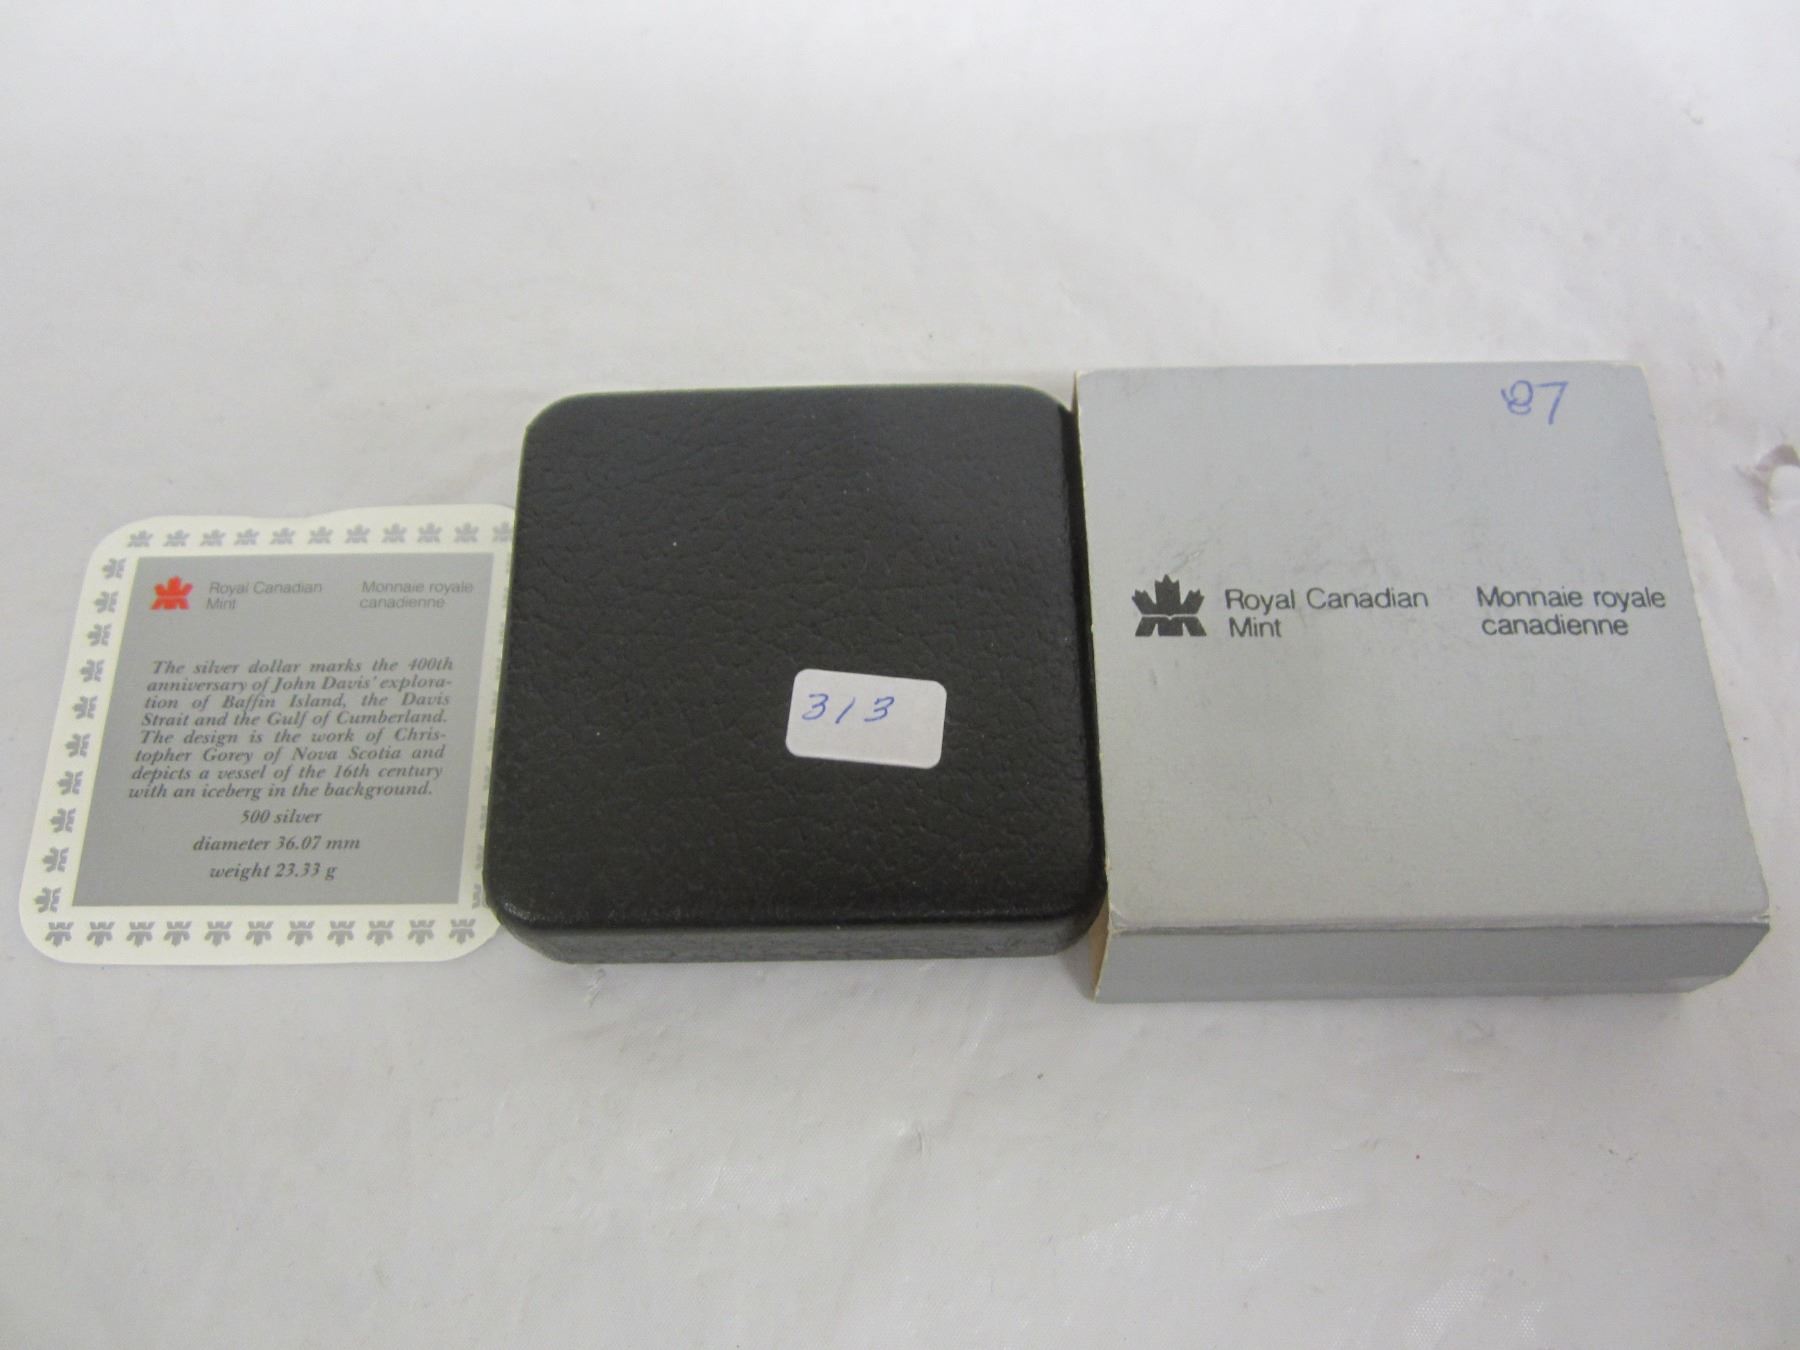 Royal Canadian Mint
Monnaie royale canadienne
The silver dollar marks the 400th
anniversary of John Davis' explora-
tion of Baffin Island, the Davis
Strait and the Gulf of Cumberland.
The design is the work of Chris-
topher Gorey of Nova Scotia and
depicts a vessel of the 16th century
with an iceberg in the background.
500 silver
diameter 36.07 mm
weight 23.33 g
313
'87
Royal Canadian Mint
Monnaie royale canadienne